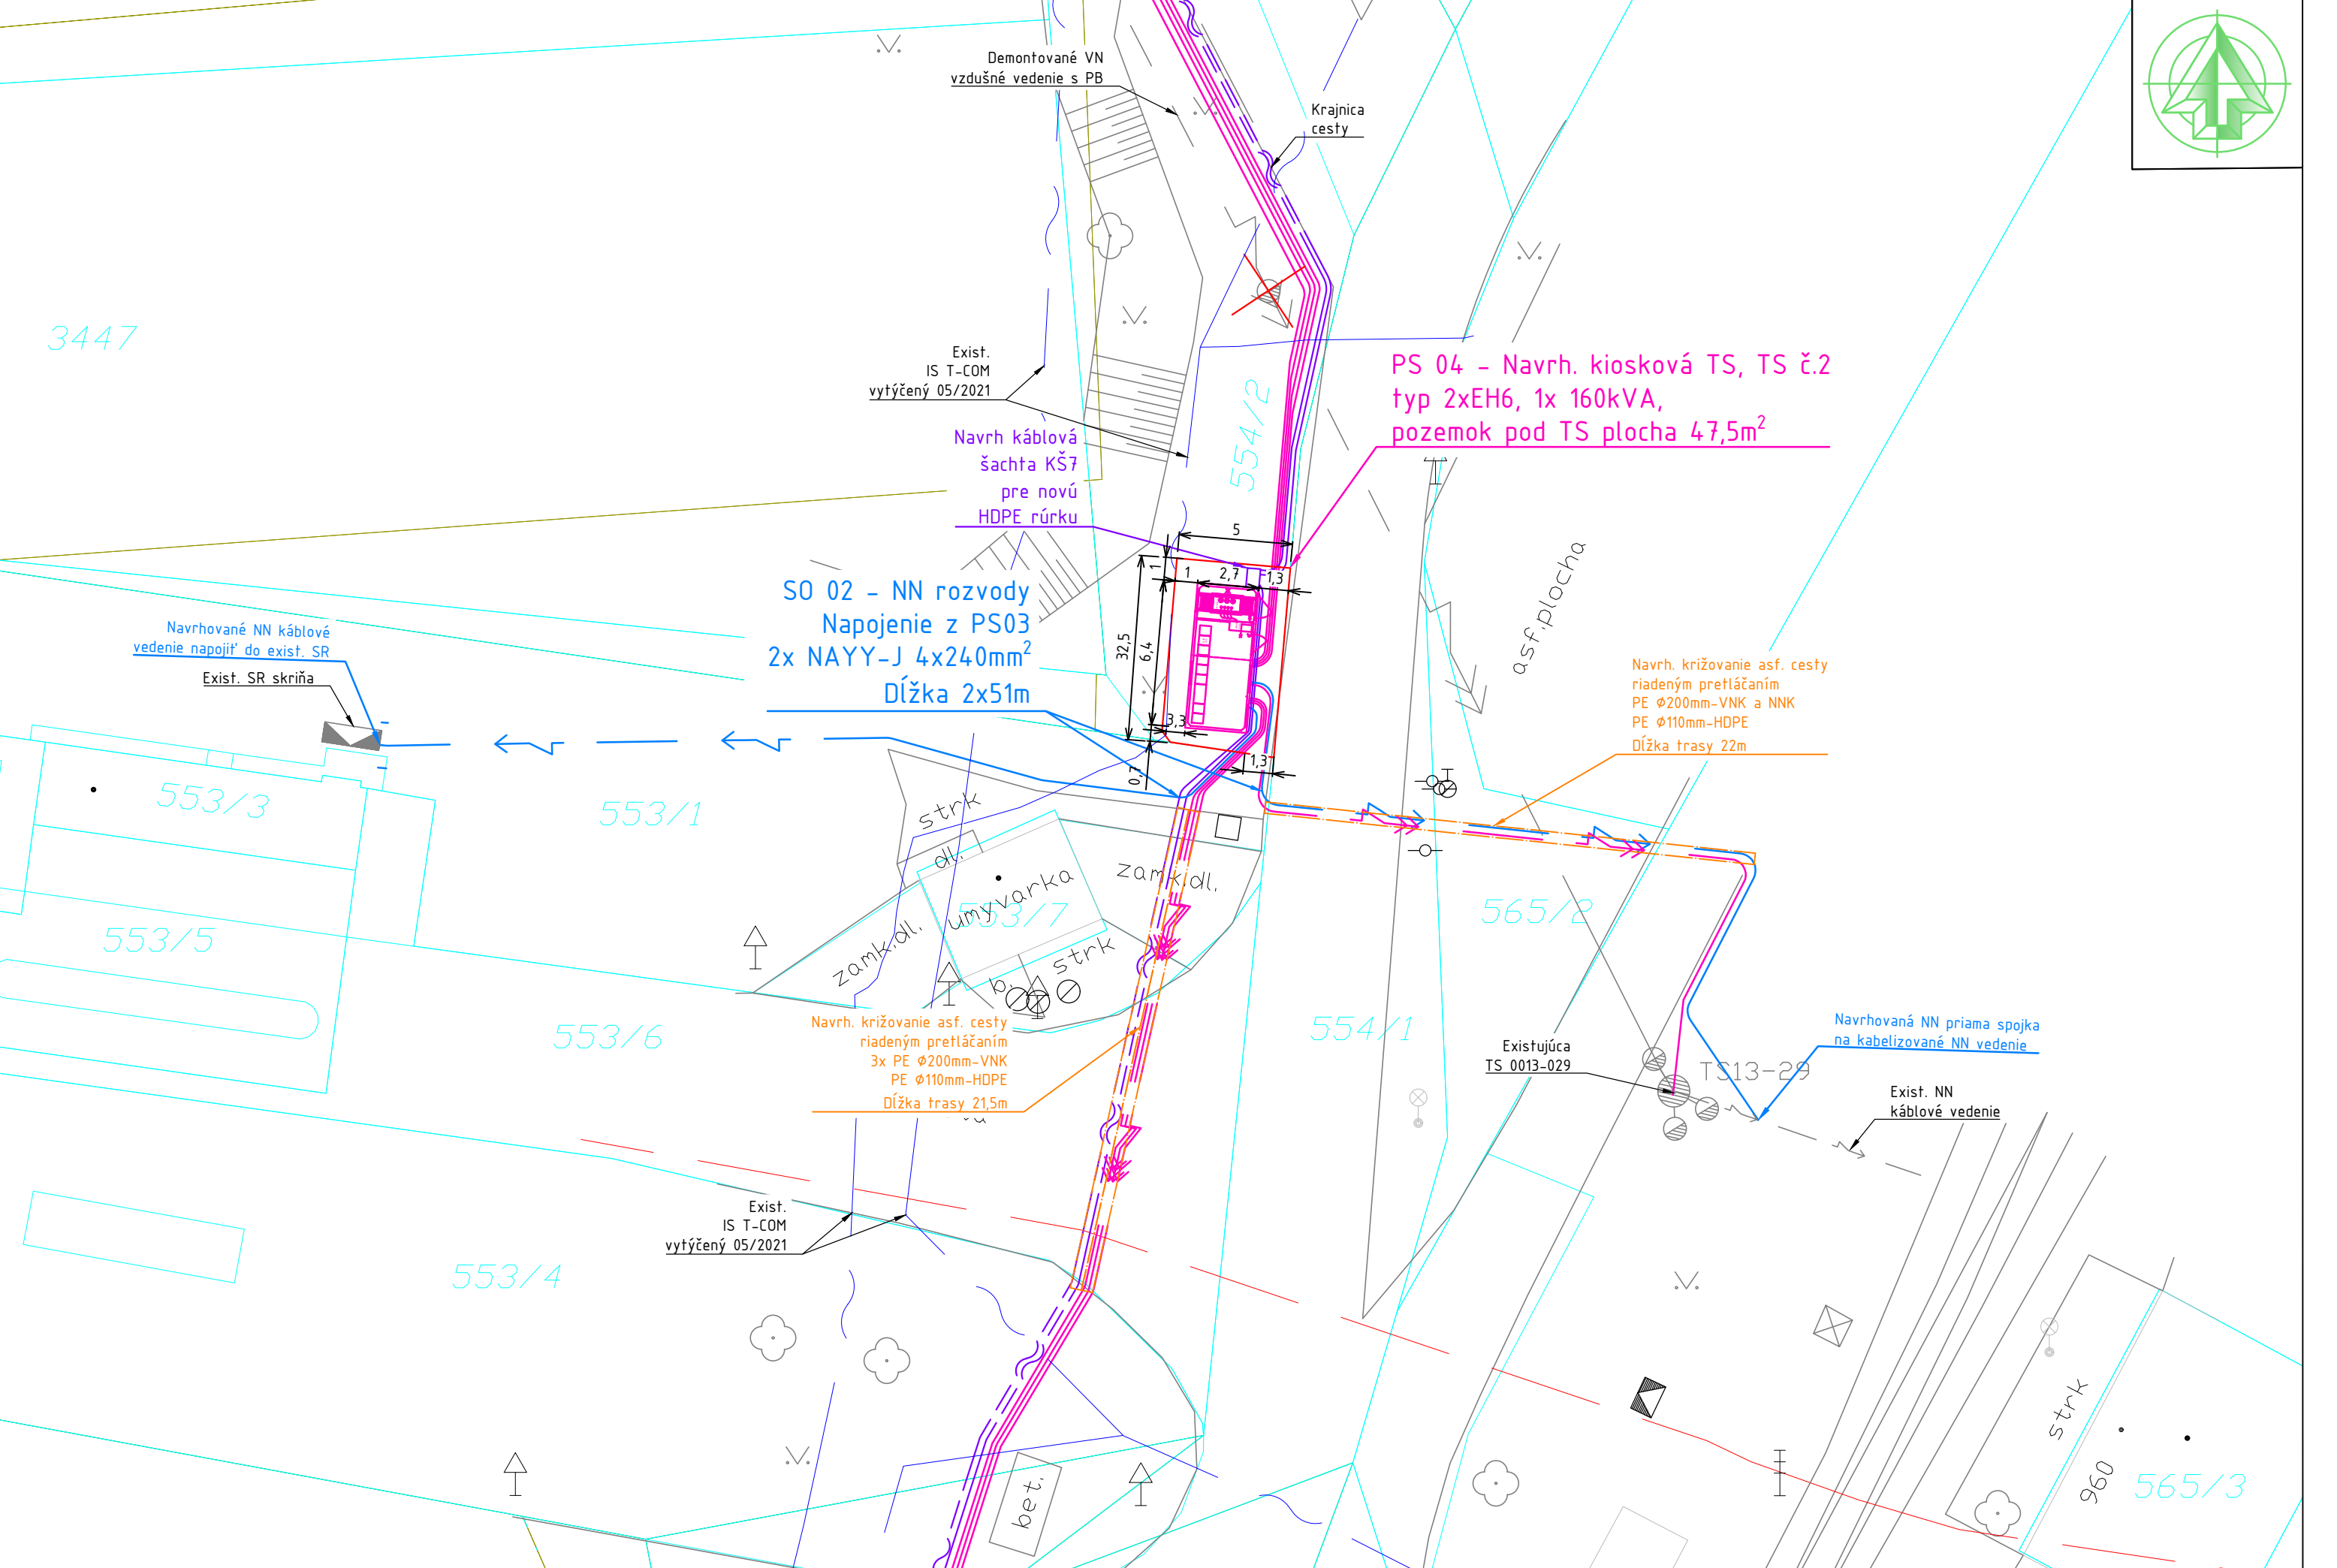 Demontované VN
vzdušné vedenie s PB
Krajnica
cesty
3447
Exist.
IS T-COM
vytýčený 05/2021
554/2
PS 04 - Navrh. kiosková TS, TS č.2
typ 2xEH6, 1x 160kVA,
pozemok pod TS plocha 47,5m²
Navrh káblová
šachta KŠ7
pre novú
HDPE rúrku
5
1
1
2,7
1,3
32,5
6,4
3,3
0,7
1,3
asf.plocha
SO 02 - NN rozvody
Napojenie z PS03
2x NAYY-J 4x240mm²
Dĺžka 2x51m
Navrhované NN káblové
vedenie napojiť do exist. SR
Exist. SR skriňa
Navrh. križovanie asf. cesty
riadeným pretláčaním
PE Ø200mm-VNK a NNK
PE Ø110mm-HDPE
Dĺžka trasy 22m
553/3
553/1
strk
dl.
zamk.dl.
umyvarka
553/7
zamk.dl.
strk
b.
565/2
553/5
553/6
554/1
Navrh. križovanie asf. cesty
riadeným pretláčaním
3x PE Ø200mm-VNK
PE Ø110mm-HDPE
Dĺžka trasy 21,5m
Existujúca
TS 0013-029
TS13-29
Navrhovaná NN priama spojka
na kabelizované NN vedenie
Exist. NN
káblové vedenie
Exist.
IS T-COM
vytýčený 05/2021
553/4
bet.
strk
960
565/3